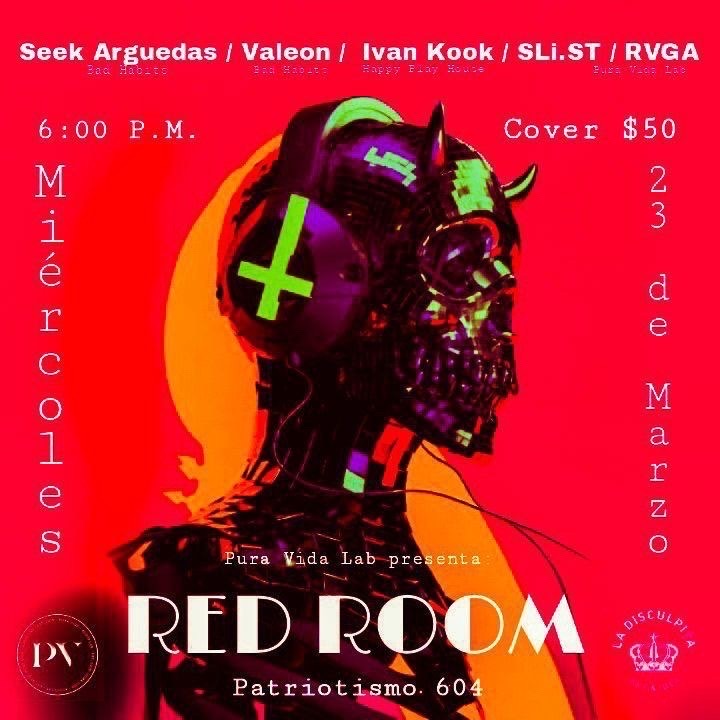 Seek Arguedas / Valeon / Ivan Kook / SLi.ST / RVGA
Bad Habits Bad Habits Happy Play House Pura Vida Lab
6:00 P.M.
Cover $50
Miércoles
23 de Marzo
Pura Vida Lab presenta
RED ROOM
PV
LA DISCULPI A
Patriotismo 604